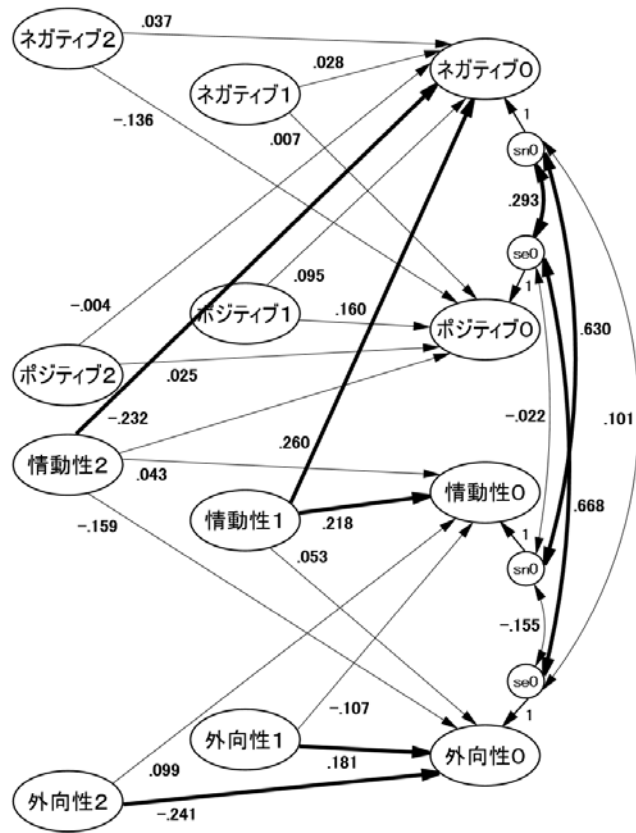 ネガティブ2
.037
ネガティブ0
.028
ネガティブ1
-.136
.007
1
sn0
.293
se0
1
.095
-.004
ポジティブ1
.160
ポジティブ0
.630
ポジティブ2
.025
-.022
.101
-.232
.260
情動性2
.043
情動性0
情動性1
.218
.668
-.159
.053
1
sn0
-.155
se0
-.107
1
外向性1
外向性0
.099
.181
外向性2
-.241